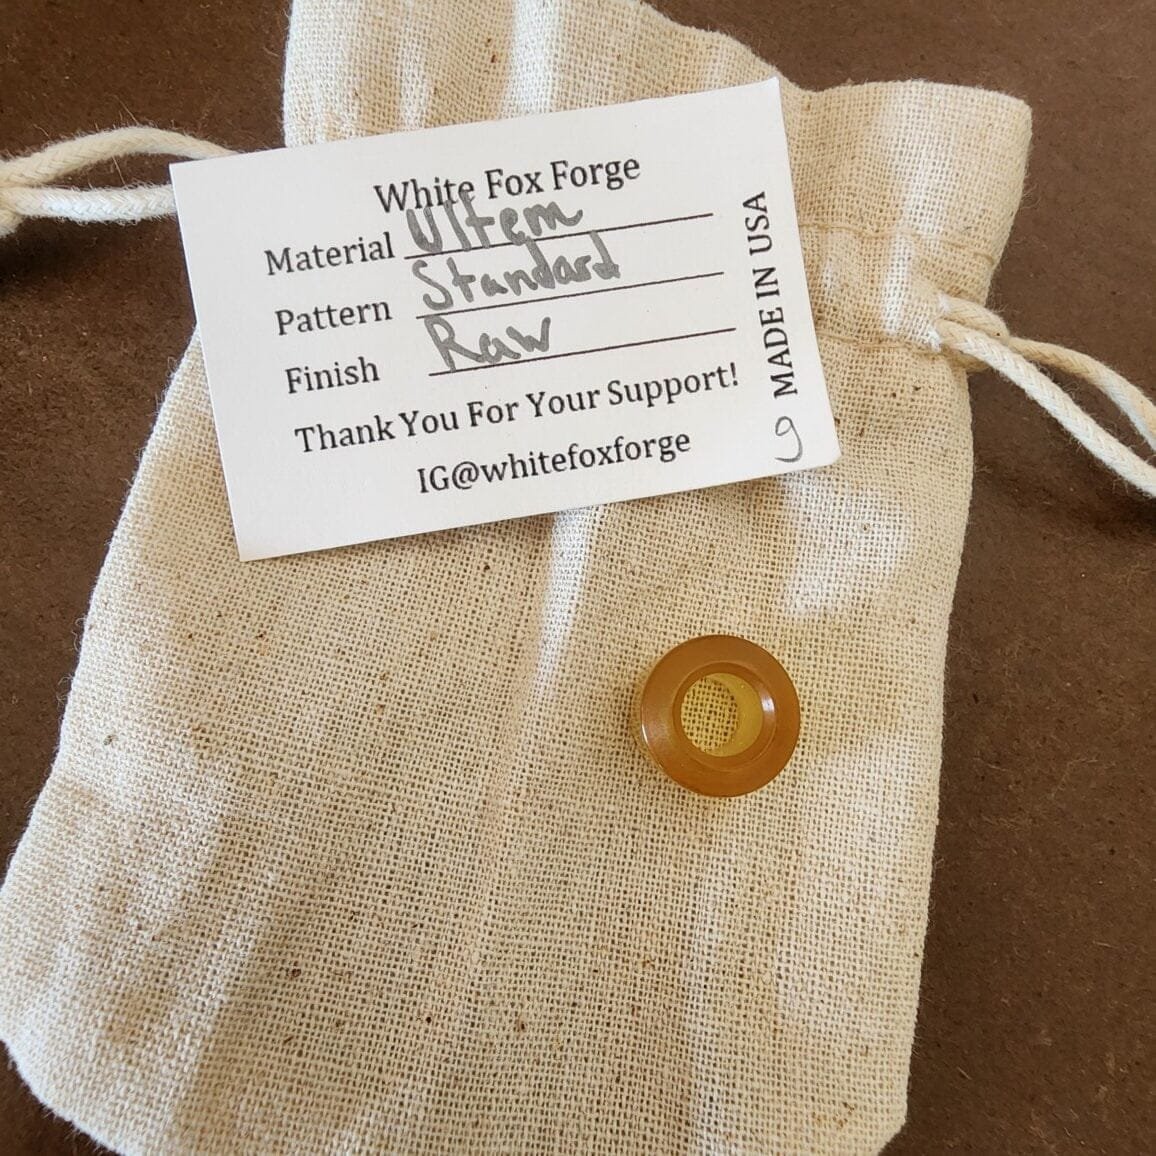 White Fox Forge
Material Ultem
Pattern Standard
Finish Raw
Thank You For Your Support!
IG@whitefoxforge
MADE IN USA